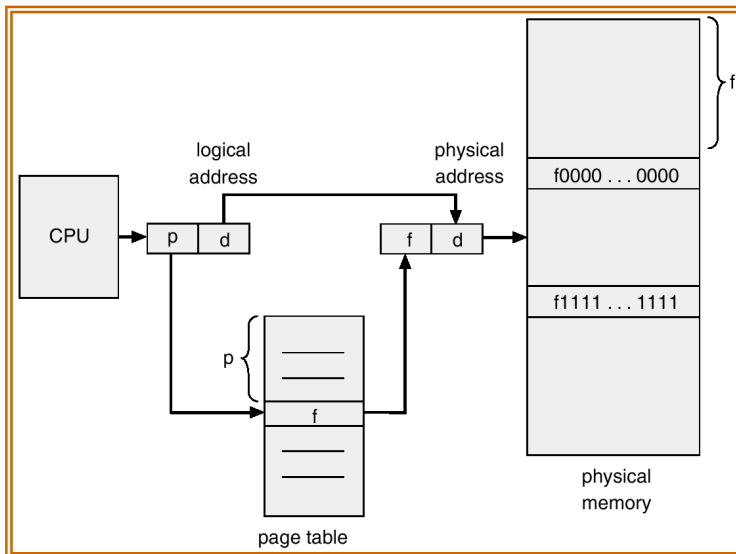 f
f0000 . . . 0000
logical
address
physical
address
CPU
p
d
f
d
f1111 . . . 1111
p
f
physical
memory
page table